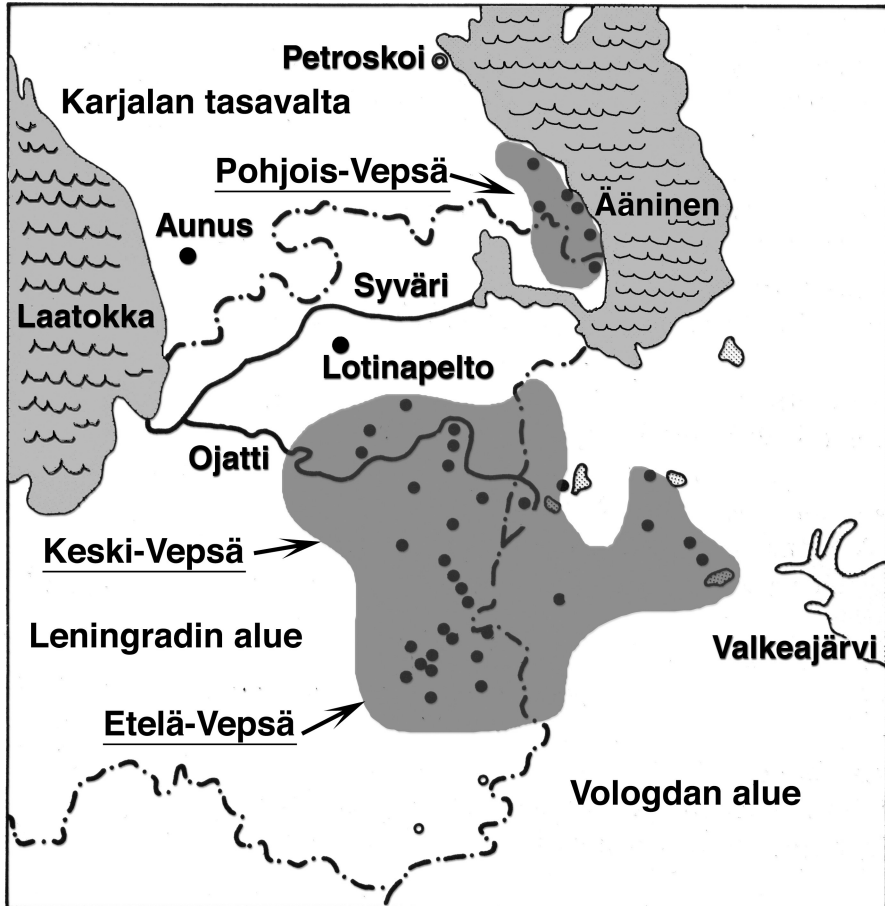 Petroskoi
Karjalan tasavalta
Pohjois-Vepsä
Ääninen
Aunus
Syväri
Laatokka
Lotinapelto
Ojatti
Keski-Vepsä
Leningradin alue
Valkeajärvi
Etelä-Vepsä
Vologdan alue